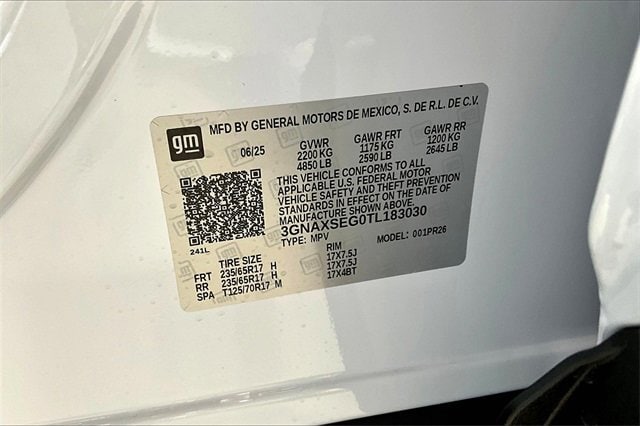 gm
MFD BY GENERAL MOTORS DE MEXICO, S. DE R.L. DE C.V.
06/25 GVWR GAWR FRT GAWR RR
2200 KG 1175 KG 1200 KG
4850 LB 2590 LB 2645 LB
THIS VEHICLE CONFORMS TO ALL
APPLICABLE U.S. FEDERAL MOTOR
VEHICLE SAFETY AND THEFT PREVENTION
STANDARDS IN EFFECT ON THE DATE OF
MANUFACTURE SHOWN ABOVE.
3GNAXSEG0TL183030
TYPE: MPV MODEL: 001PR26
241L
TIRE SIZE RIM
FRT 235/65R17 H 17X7.5J
RR 235/65R17 H 17X7.5J
SPA T125/70R17 M 17X4BT